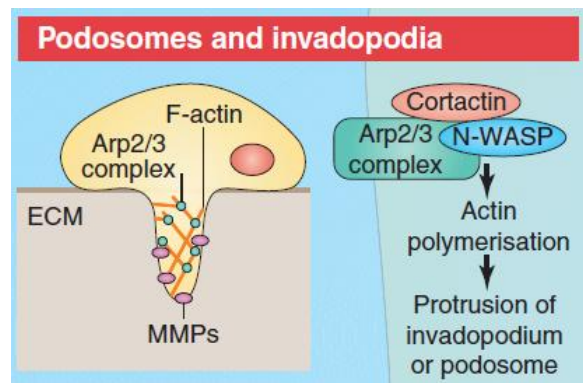 Podosomes and invadopodia
F-actin
Arp2/3
complex
ECM
MMPs
Cortactin
Arp2/3
complex
N-WASP
Actin
polymerisation
Protrusion of
invadopodium
or podosome